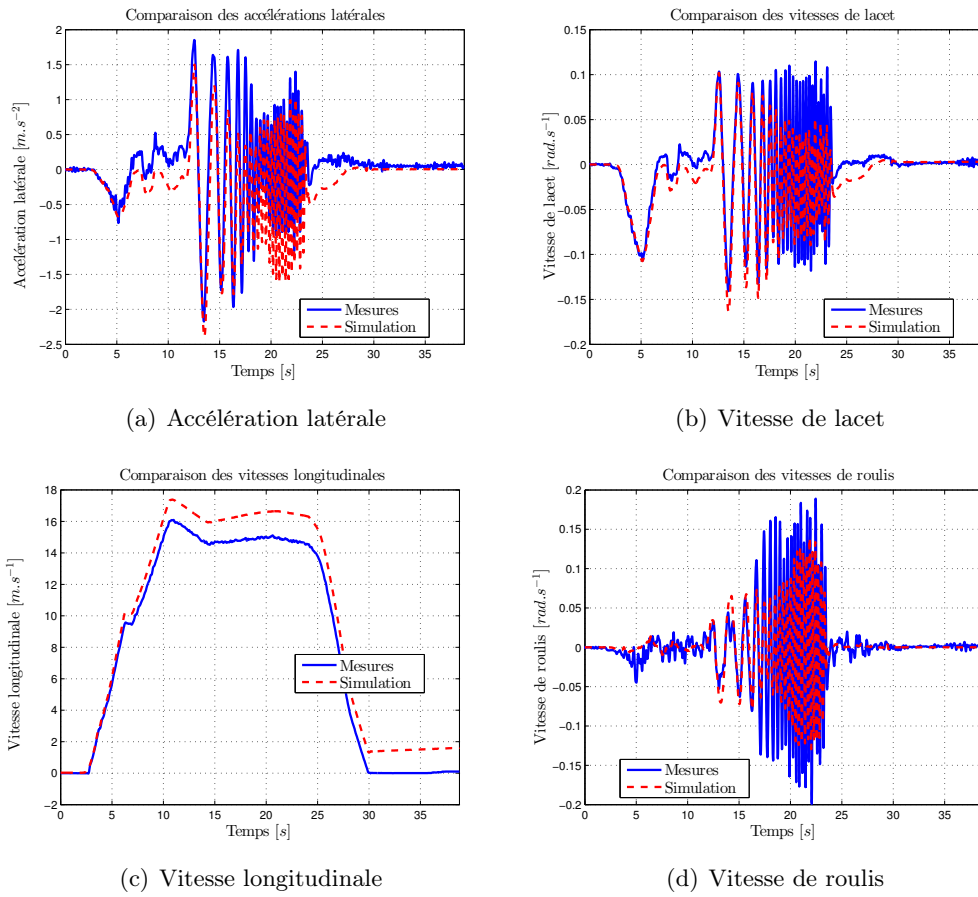 Comparaison des accélérations latérales
Accélération latérale [m.s⁻²]
2
1.5
1
0.5
0
-0.5
-1
-1.5
-2
-2.5
0 5 10 15 20 25 30 35
Temps [s]
Mesures
Simulation
(a) Accélération latérale
Comparaison des vitesses de lacet
Vitesse de lacet [rad.s⁻¹]
0.15
0.1
0.05
0
−0.05
−0.1
−0.15
−0.2
0 5 10 15 20 25 30 35
Temps [s]
Mesures
Simulation
(b) Vitesse de lacet
Comparaison des vitesses longitudinales
Vitesse longitudinale [m.s⁻¹]
18
16
14
12
10
8
6
4
2
0
−2
0 5 10 15 20 25 30 35
Temps [s]
Mesures
Simulation
(c) Vitesse longitudinale
Comparaison des vitesses de roulis
Vitesse de roulis [rad.s⁻¹]
0.2
0.15
0.1
0.05
0
−0.05
−0.1
−0.15
−0.2
0 5 10 15 20 25 30 35
Temps [s]
Mesures
Simulation
(d) Vitesse de roulis